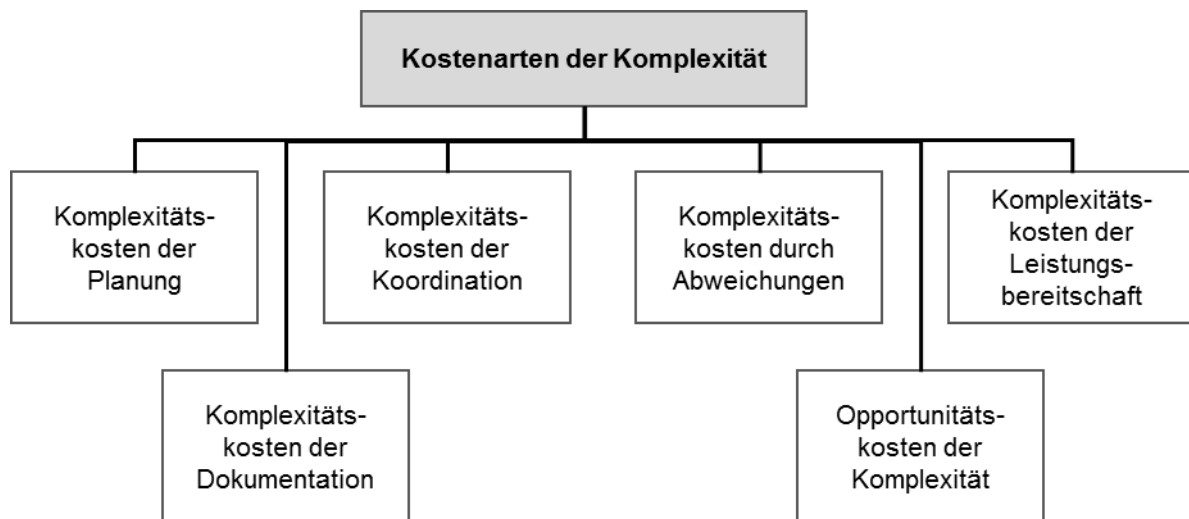 Kostenarten der Komplexität
Komplexitäts-
kosten der
Planung
Komplexitäts-
kosten der
Koordination
Komplexitäts-
kosten durch
Abweichungen
Komplexitäts-
kosten der
Leistungs-
bereitschaft
Komplexitäts-
kosten der
Dokumentation
Opportunitäts-
kosten der
Komplexität